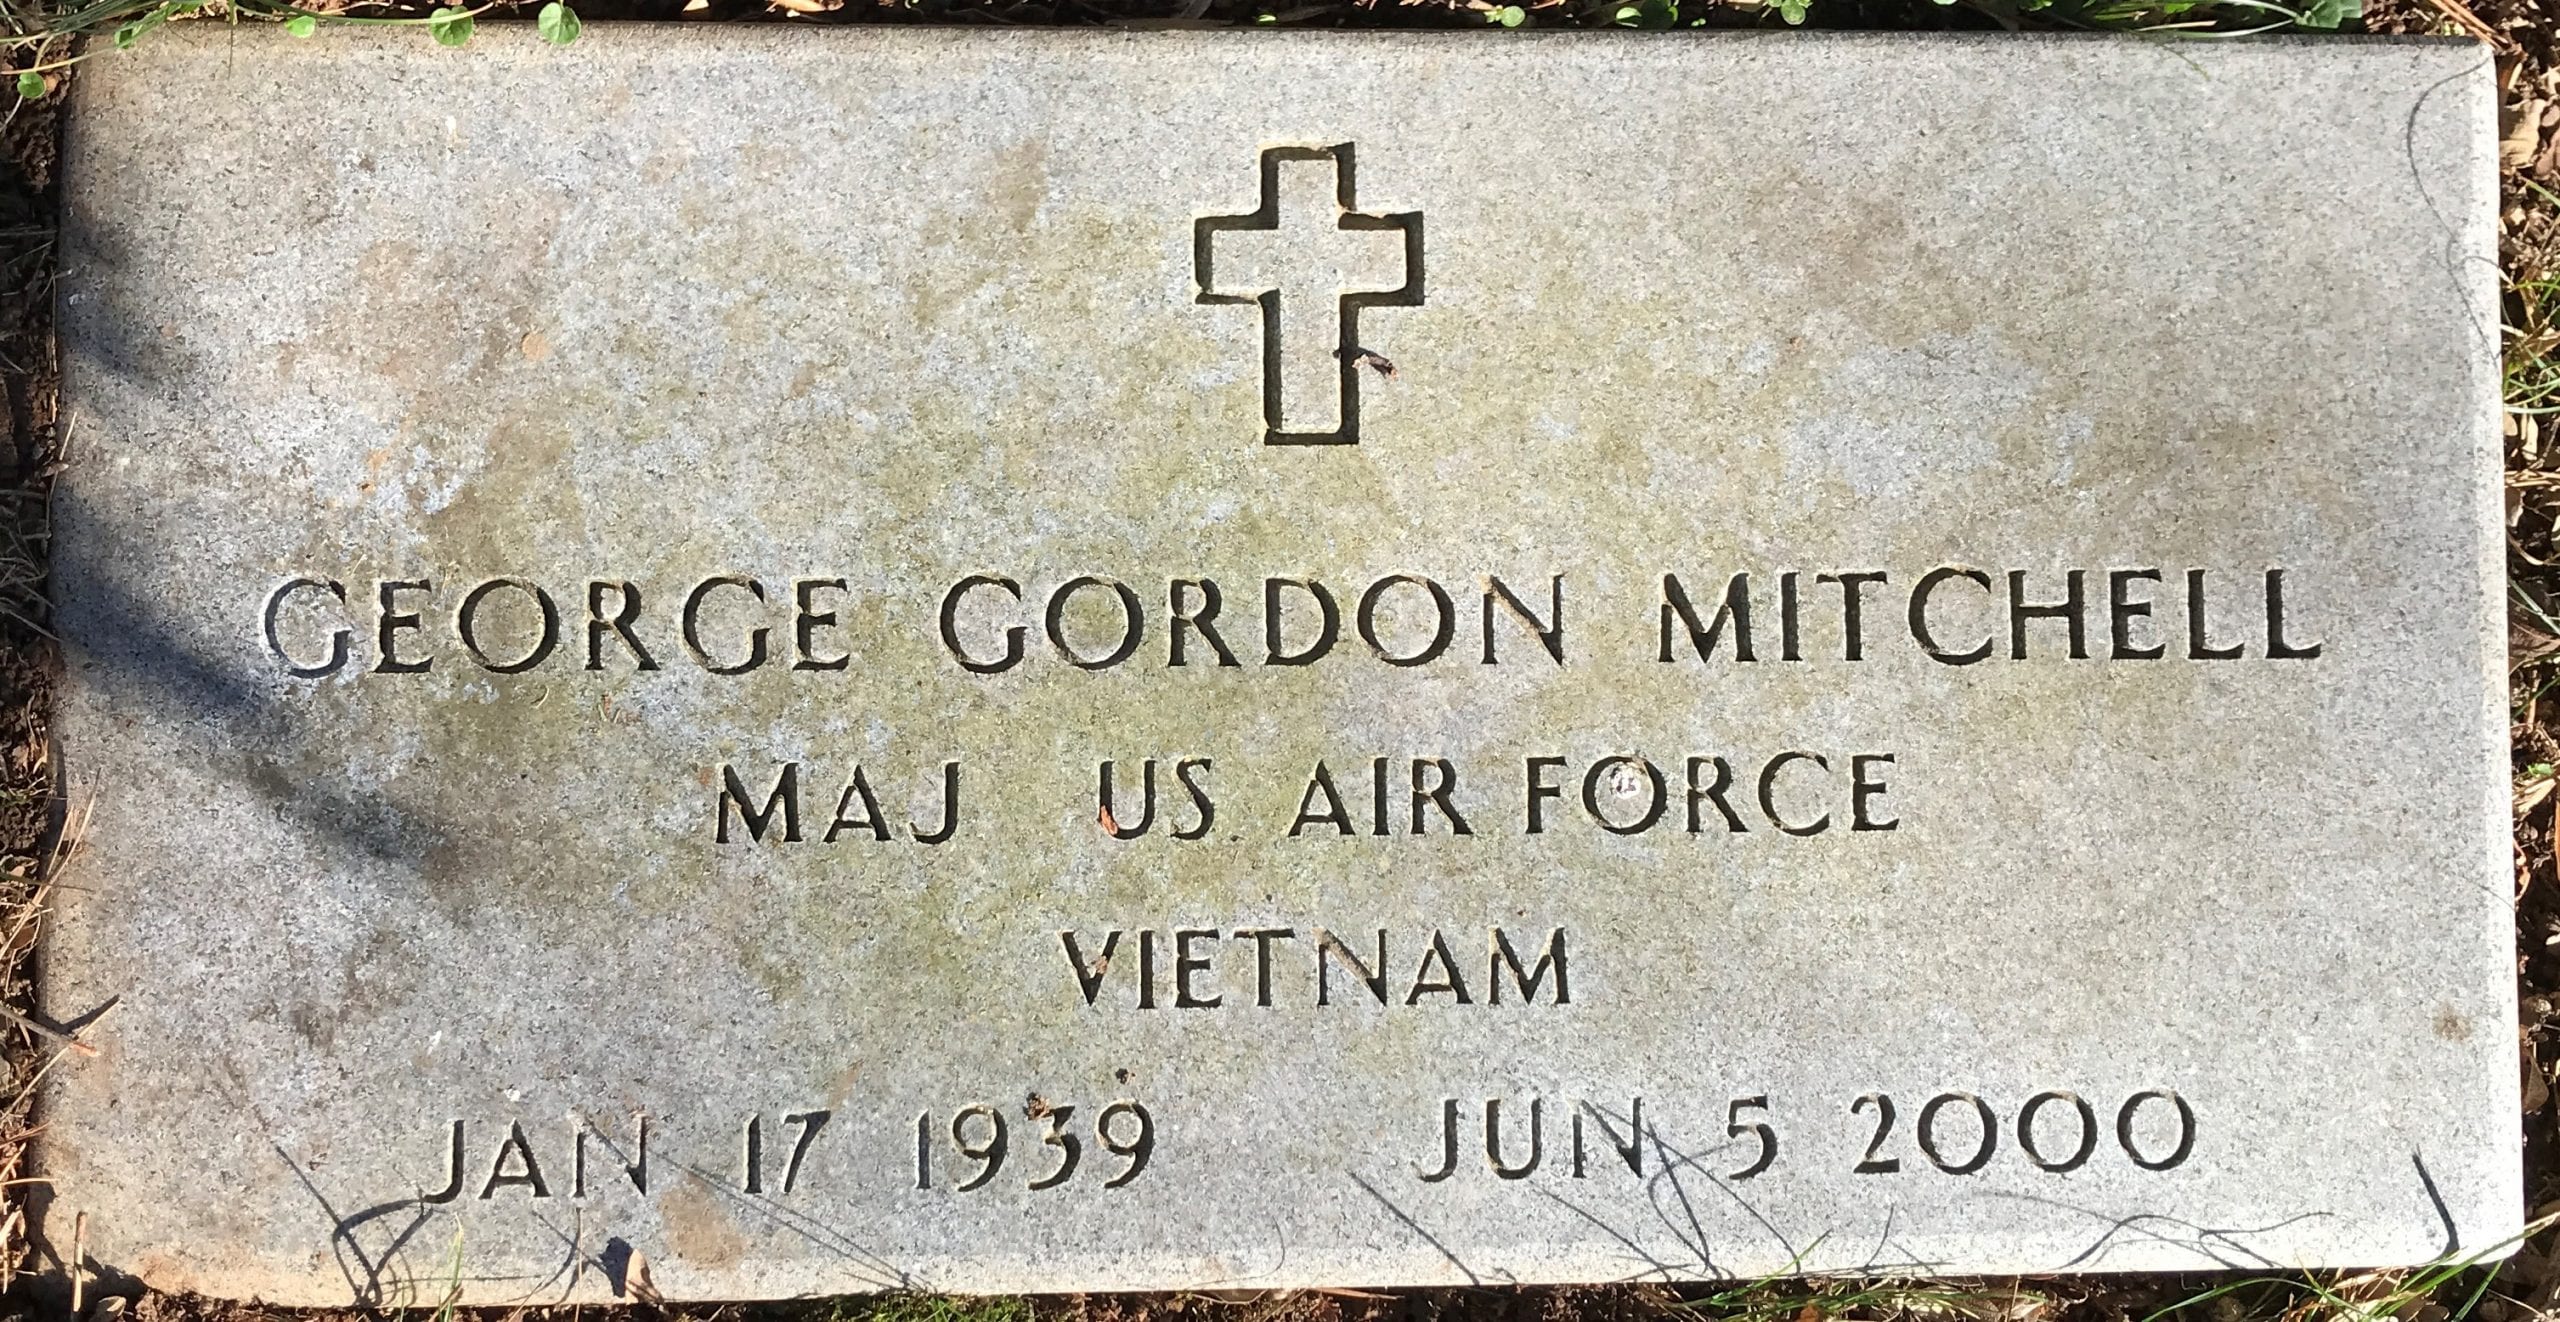 GEORGE GORDON MITCHELL
MAJ US AIR FORCE
VIETNAM
JAN 17 1939 JUN 5 2000